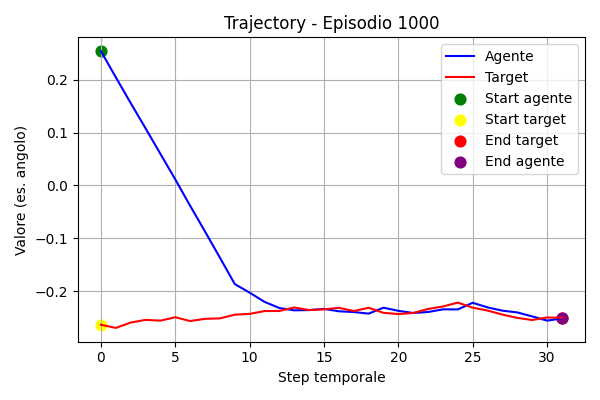 Trajectory - Episodio 1000
Valore (es. angolo)
0.2
0.1
0.0
−0.1
−0.2
Agente
Target
Start agente
Start target
End target
End agente
0 5 10 15 20 25 30
Step temporale